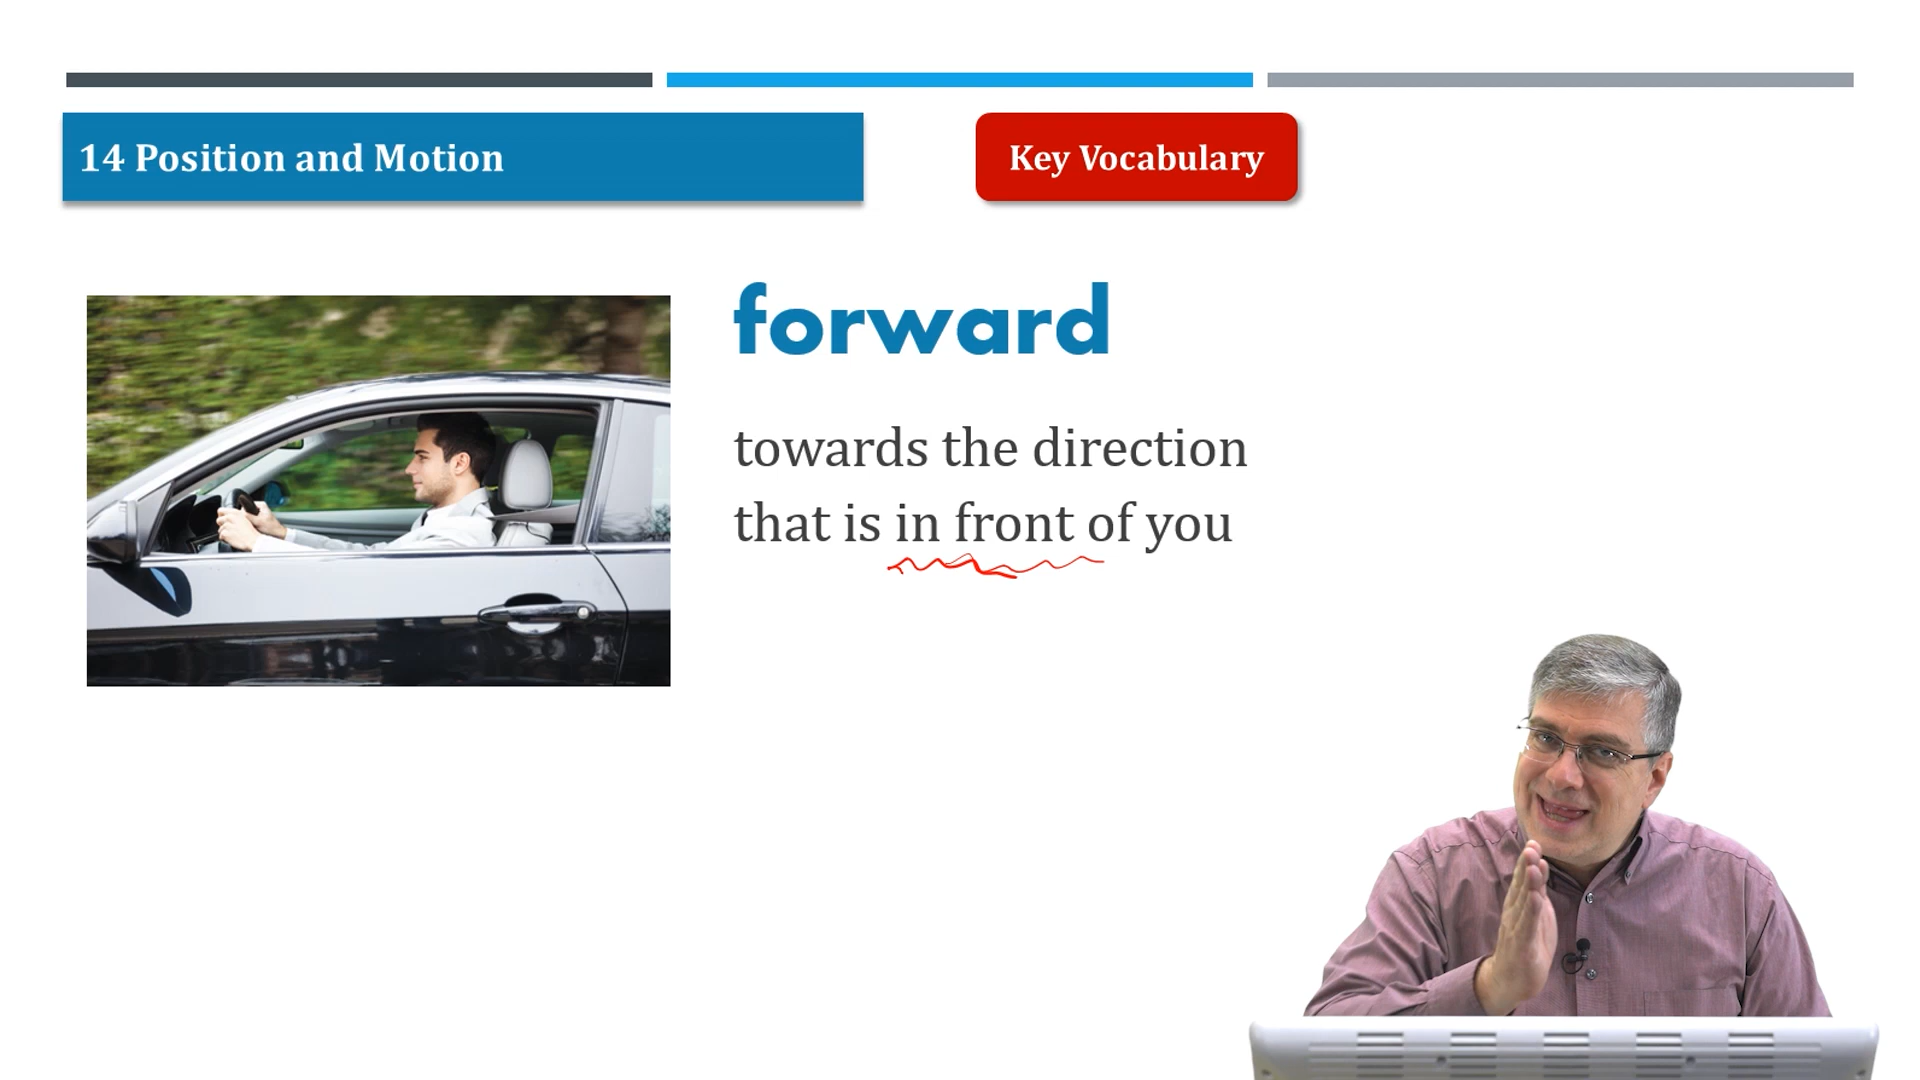 14 Position and Motion
Key Vocabulary
forward
towards the direction
that is in front of you